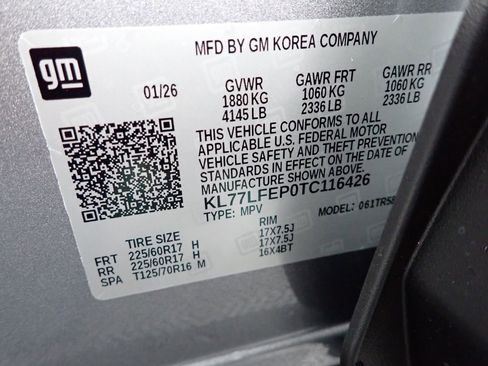 gm
MFD BY GM KOREA COMPANY
01/26
GVWR
1880 KG
4145 LB
GAWR FRT
1060 KG
2336 LB
GAWR RR
1060 KG
2336 LB
THIS VEHICLE CONFORMS TO ALL
APPLICABLE U.S. FEDERAL MOTOR
VEHICLE SAFETY AND THEFT PREVENTION
STANDARDS IN EFFECT ON THE DATE OF
KL77LFEP0TC116426
TYPE: MPV
MODEL:
TIRE SIZE
RIM
FRT 225/60R17 H 17X7.5J
RR 225/60R17 H 17X7.5J
SPA T125/70R16 M 16X4BT